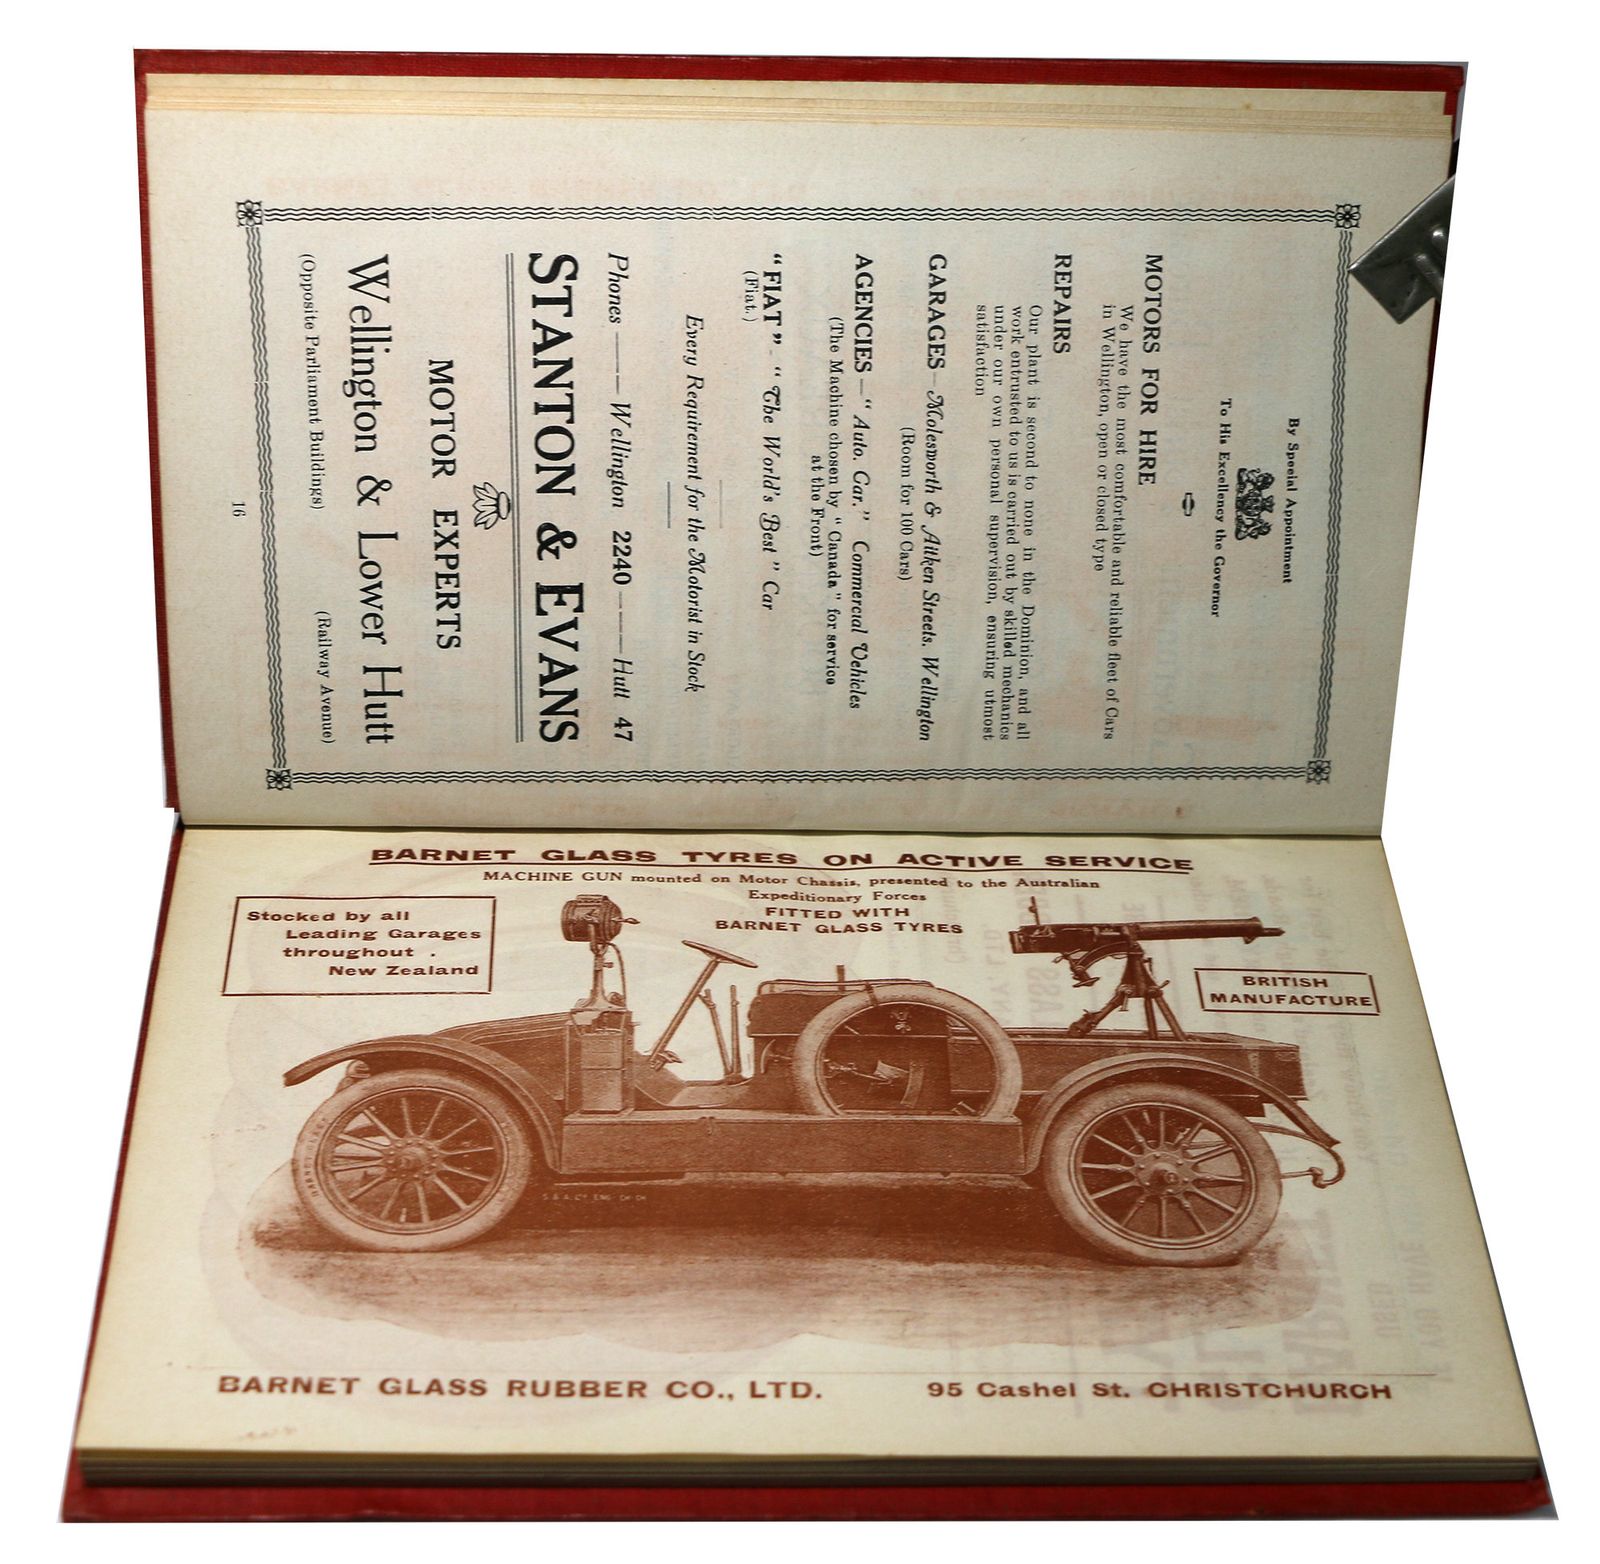 By Special Appointment
To His Excellency the Governor
MOTORS FOR HIRE
We have the most comfortable and reliable fleet of Cars
in Wellington, open or closed type
REPAIRS
Our plant is second to none in the Dominion, and all
work entrusted to us is carried out by skilled mechanics
under our own personal supervision, ensuring utmost
satisfaction
GARAGES—Molesworth & Aitken Streets. Wellington
(Room for 100 Cars)
AGENCIES—"Auto. Car." Commercial Vehicles
(The Machine chosen by "Canada" for service
at the Front)
"FIAT" - "The World's Best" Car
(Fiat.)
Every Requirement for the Motorist in Stock
Phones —— Wellington 2240 —— Hutt 47
STANTON & EVANS
MOTOR EXPERTS
Wellington & Lower Hutt
(Opposite Parliament Buildings) (Railway Avenue)
16
BARNET GLASS TYRES ON ACTIVE SERVICE
MACHINE GUN mounted on Motor Chassis, presented to the Australian
Expeditionary Forces
FITTED WITH
BARNET GLASS TYRES
Stocked by all
Leading Garages
throughout .
New Zealand
BRITISH
MANUFACTURE
BARNET GLASS RUBBER CO., LTD. 95 Cashel St. CHRISTCHURCH